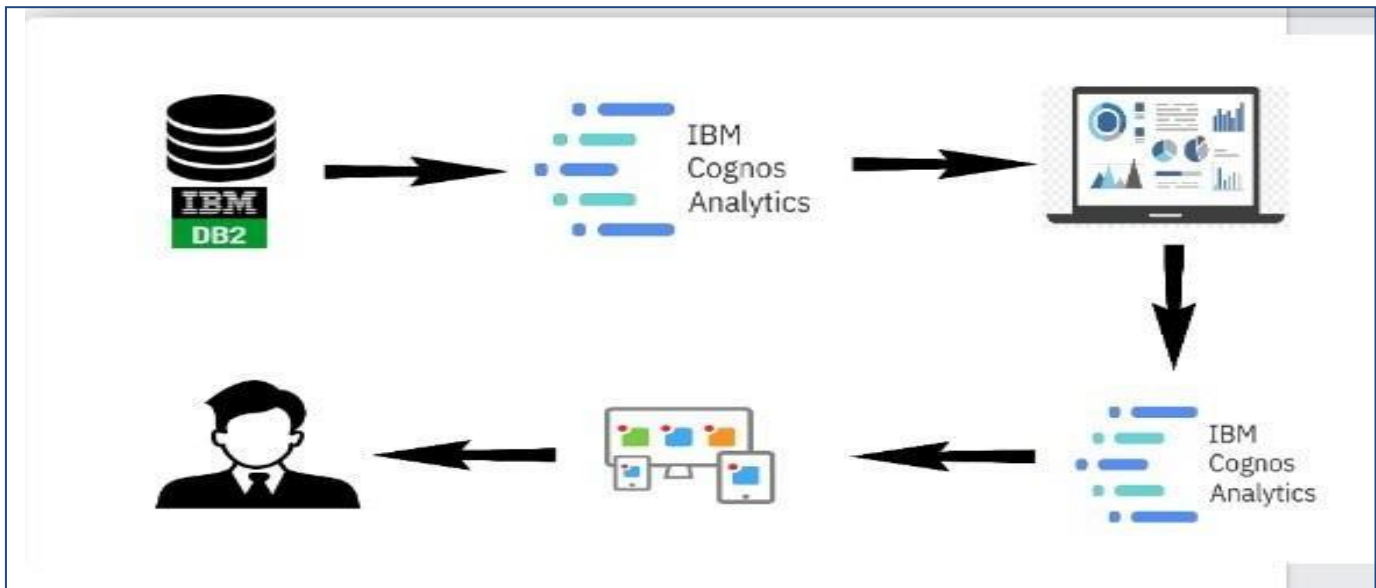 IBM
Cognos
Analytics
IBM
DB2
IBM
Cognos
Analytics